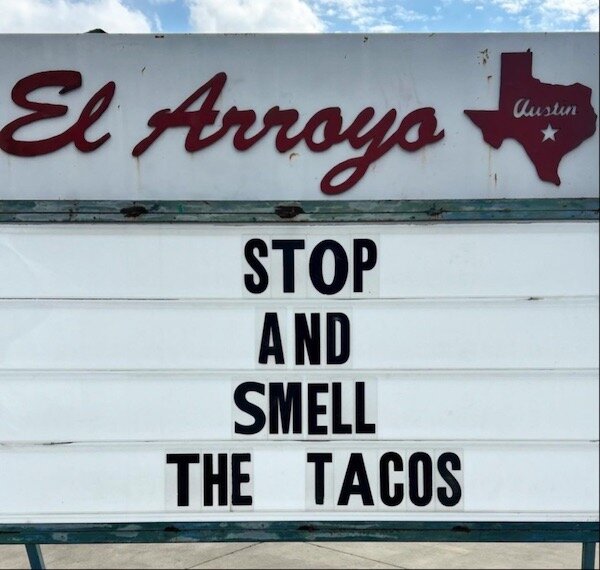 El Arroyo
Austin
STOP
AND
SMELL
THE TACOS